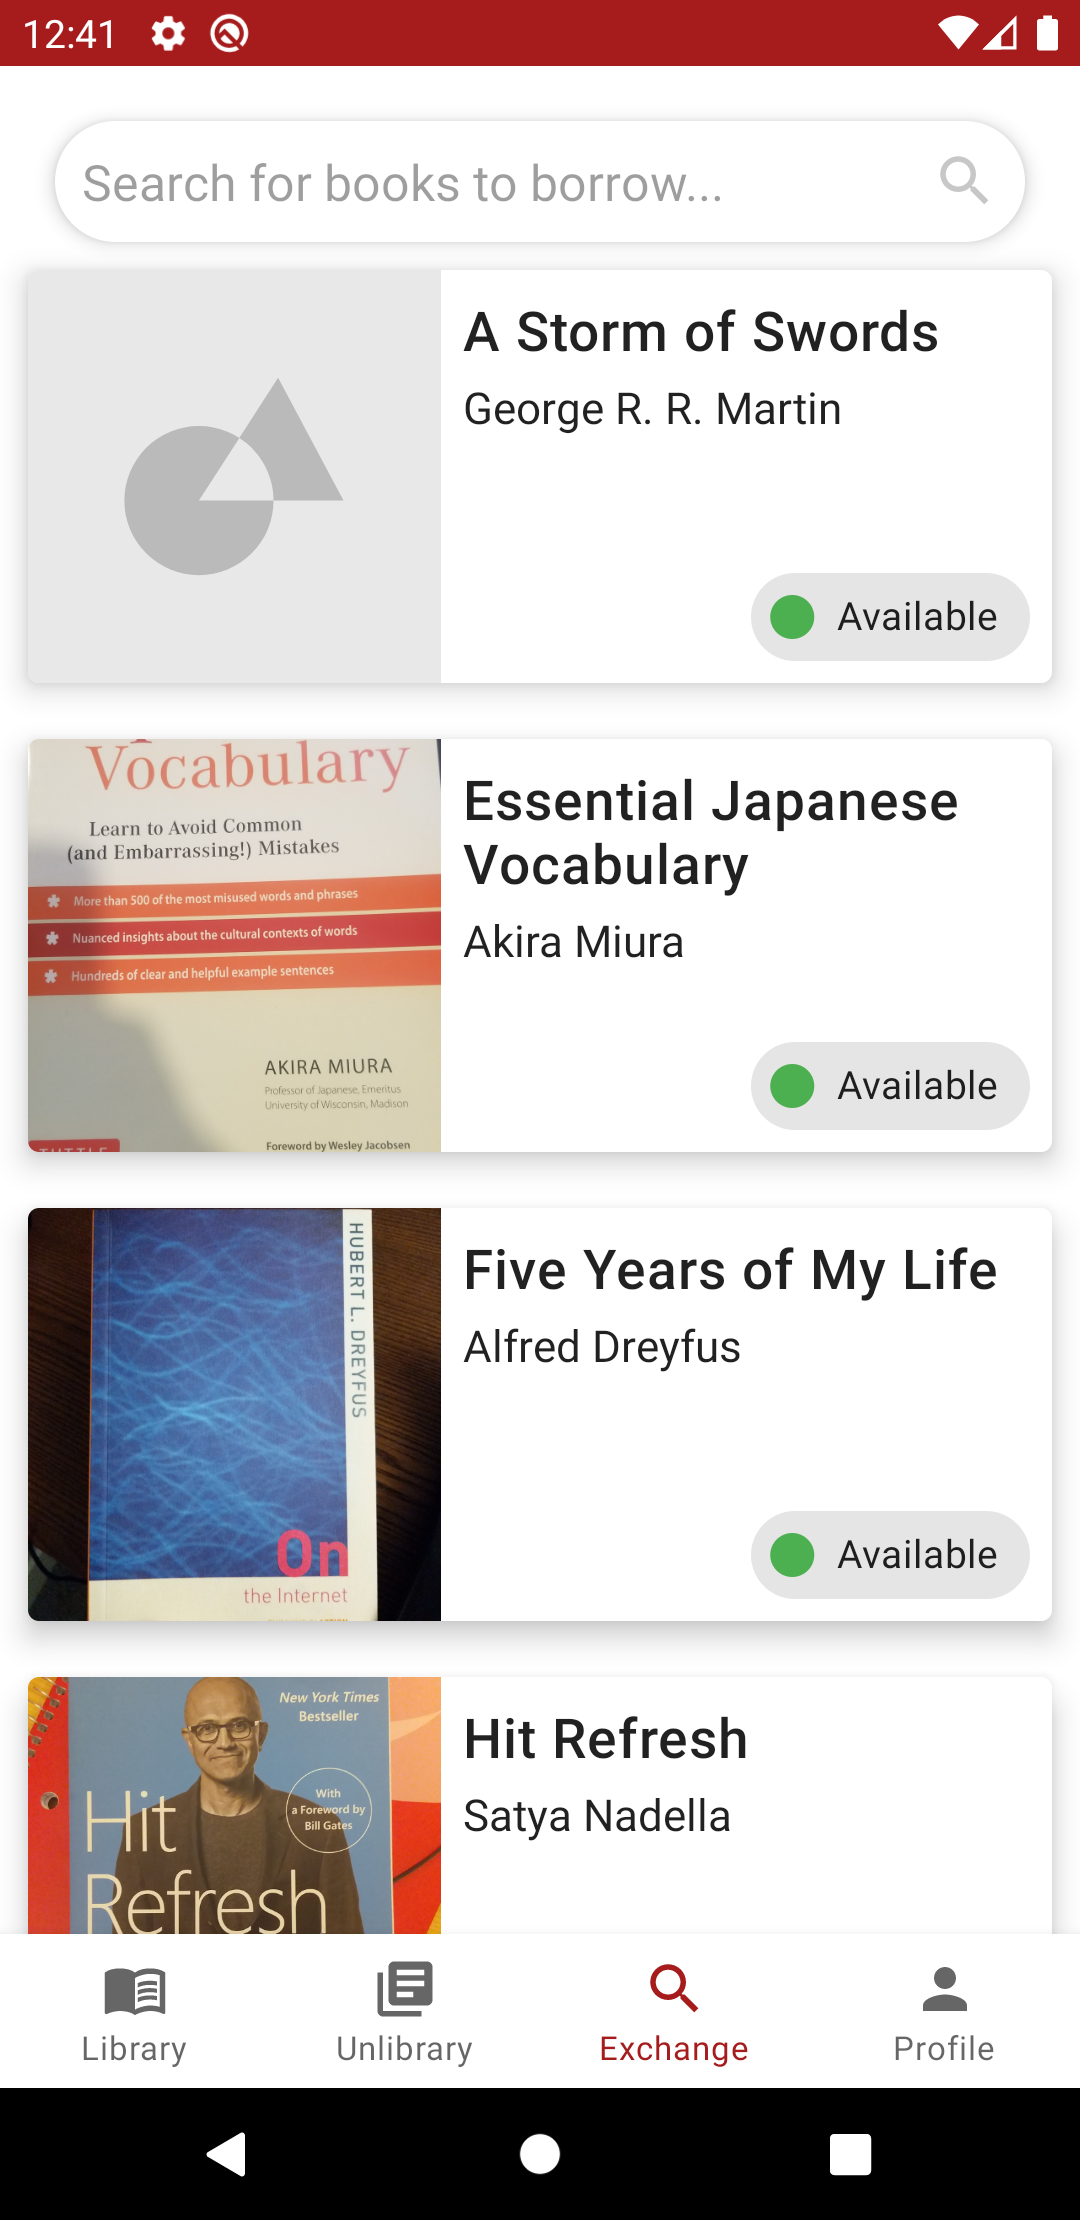 12:41
Search for books to borrow...
A Storm of Swords
George R. R. Martin
Available
Vocabulary
Learn to Avoid Common
(and Embarrassing!) Mistakes
More than 500 of the most misused words and phrases
Nuanced insights about the cultural contexts of words
Hundreds of clear and helpful example sentences
AKIRA MIURA
Professor of Japanese, Emeritus
University of Wisconsin, Madison
Foreword by Wesley Jacobsen
TUTTLE
Essential Japanese
Vocabulary
Akira Miura
Available
HUBERT L. DREYFUS
On
the Internet
Five Years of My Life
Alfred Dreyfus
Available
New York Times
Bestseller
With
a Foreword by
Bill Gates
Hit
Refresh
Hit Refresh
Satya Nadella
Library
Unlibrary
Exchange
Profile